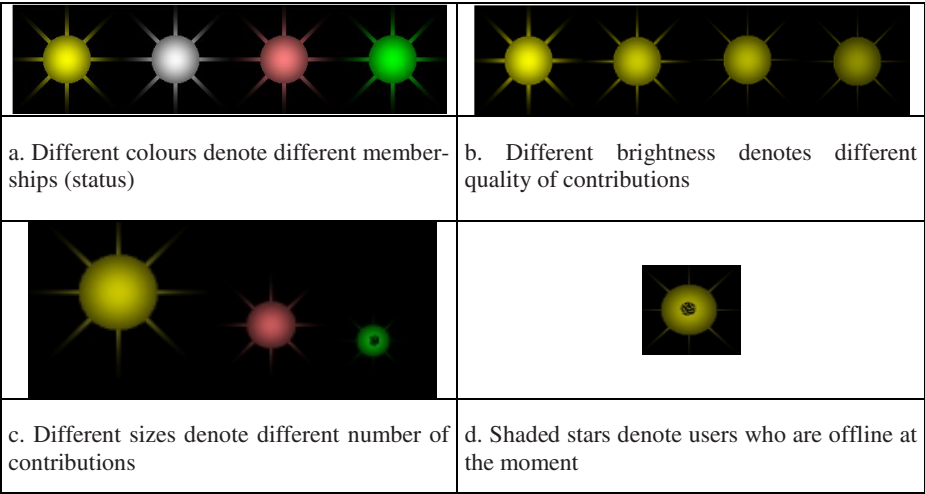 a. Different colours denote different member-
ships (status)
b. Different brightness denotes different
quality of contributions
c. Different sizes denote different number of
contributions
d. Shaded stars denote users who are offline at
the moment